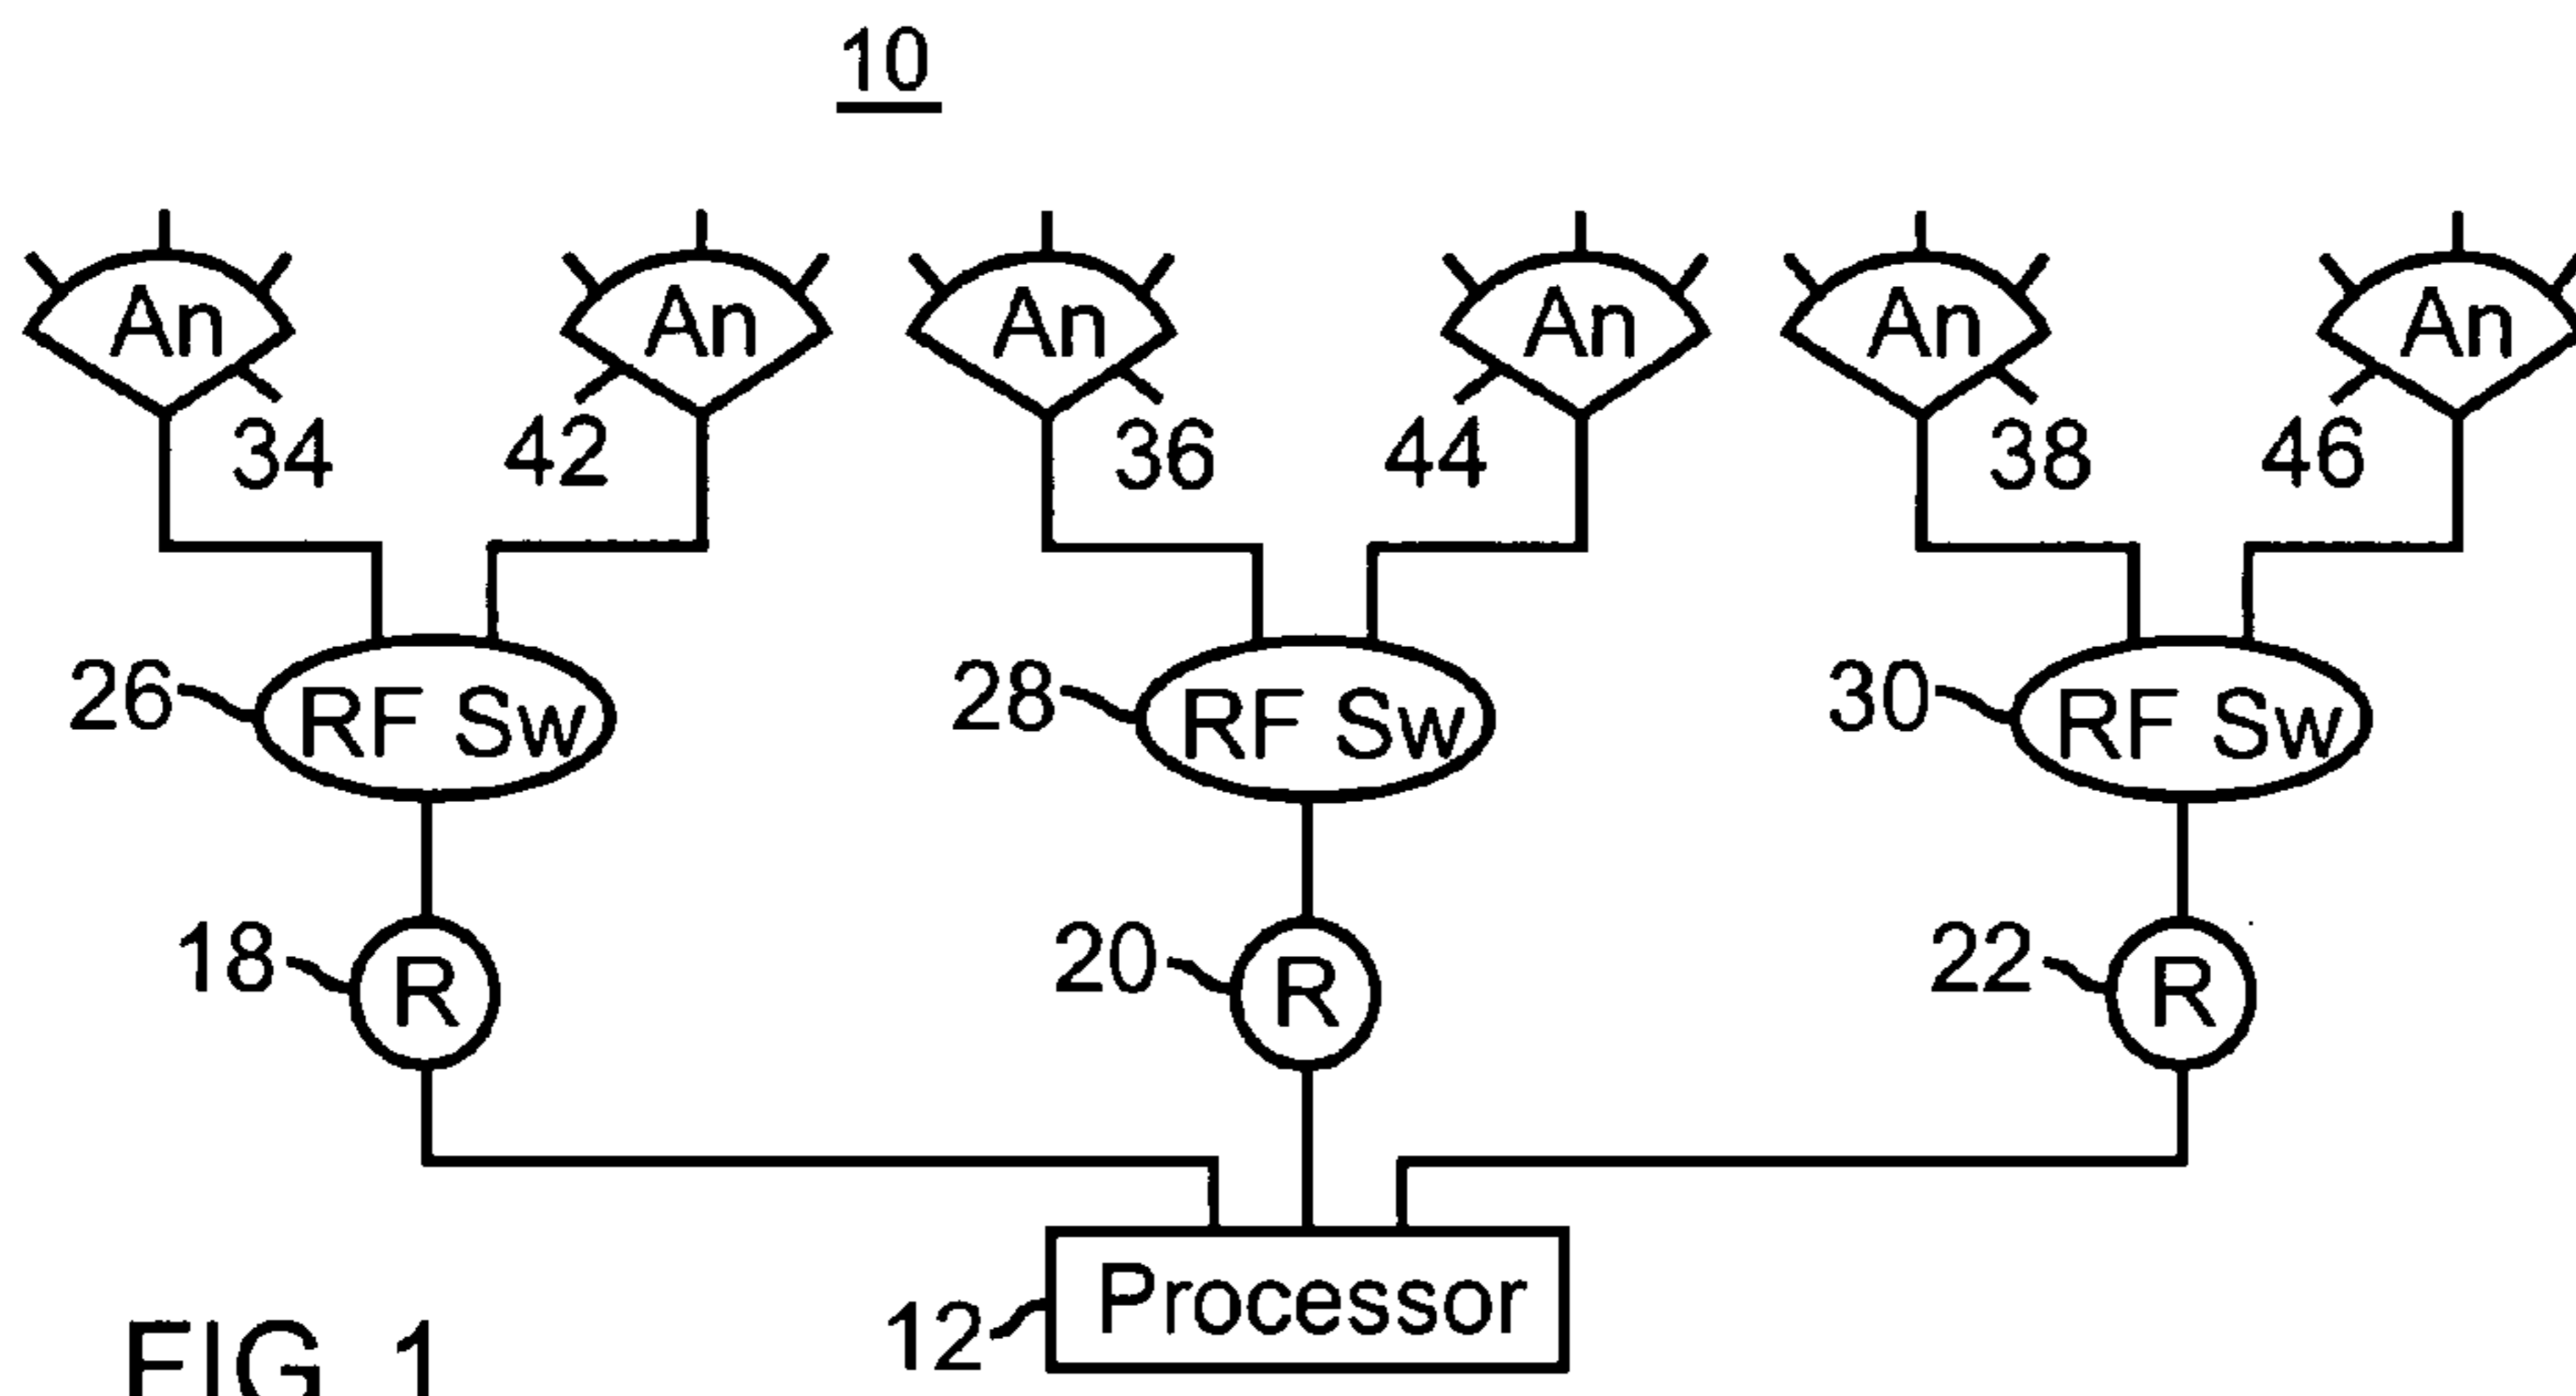 10
An An An An An An
34 42 36 44 38 46
26 RF Sw 28 RF Sw 30 RF Sw
18 R 20 R 22 R
12 Processor
FIG. 1